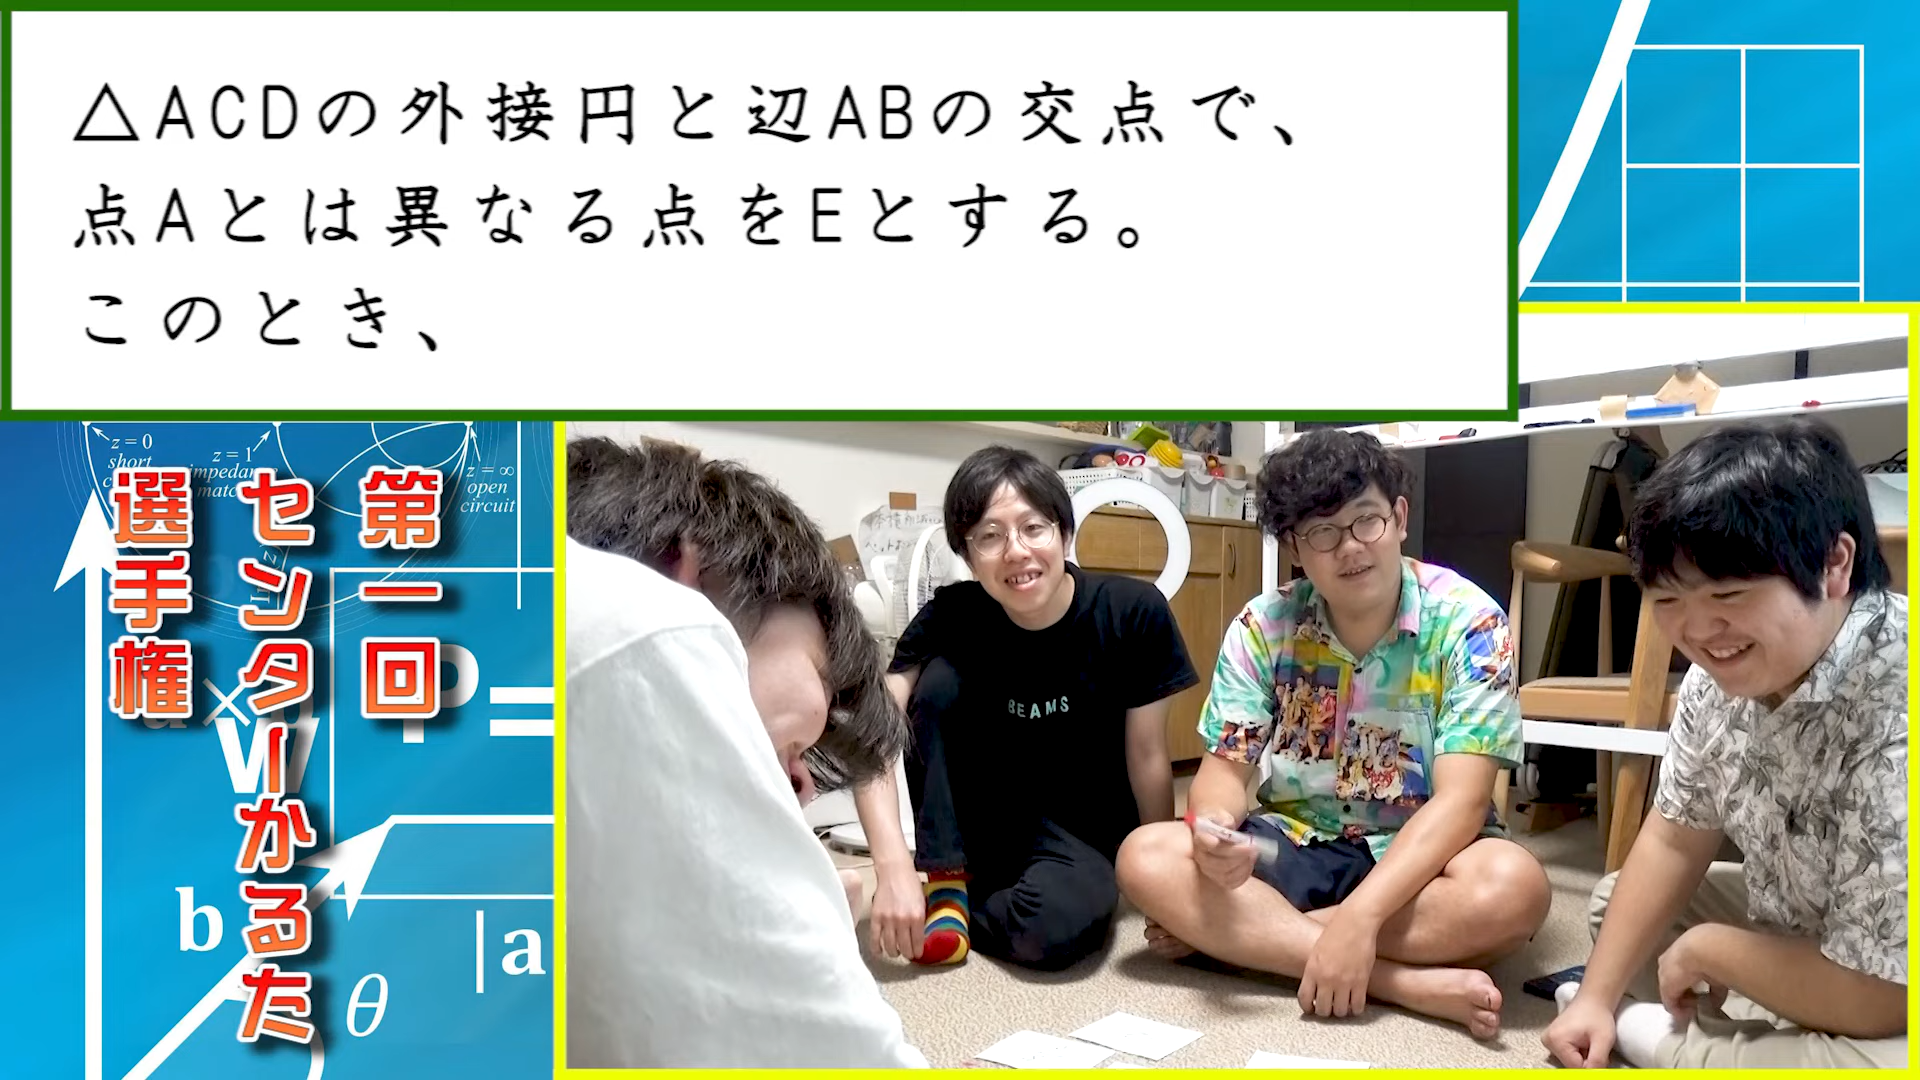 △ACDの外接円と辺ABの交点で、
点Aとは異なる点をEとする。
このとき、
第一回
センターかるた
選手権
z = 0
short
z = 1
impedance
z = ∞
open
circuit
P=
W
b
|a
θ
BEAMS